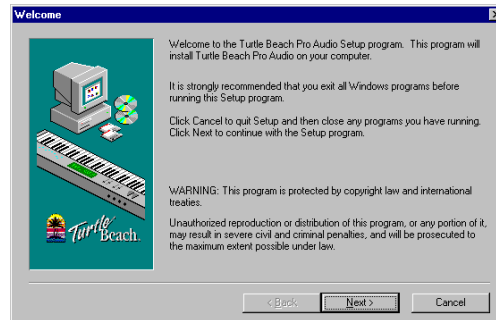 Welcome
Welcome to the Turtle Beach Pro Audio Setup program. This program will
install Turtle Beach Pro Audio on your computer.
It is strongly recommended that you exit all Windows programs before
running this Setup program.
Click Cancel to quit Setup and then close any programs you have running.
Click Next to continue with the Setup program.
WARNING: This program is protected by copyright law and international
treaties.
Unauthorized reproduction or distribution of this program, or any portion of it,
may result in severe civil and criminal penalties, and will be prosecuted to
the maximum extent possible under law.
Turtle
Beach
< Back
Next >
Cancel